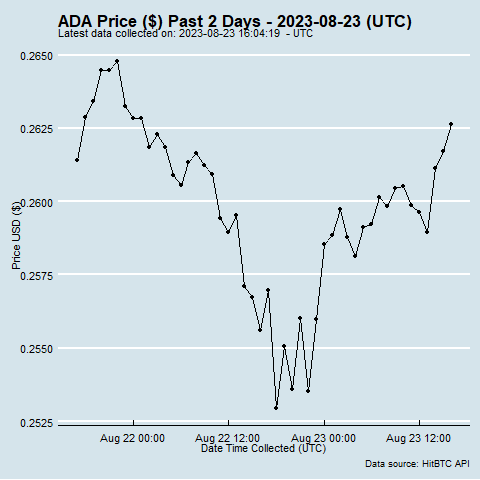 ADA Price ($) Past 2 Days - 2023-08-23 (UTC)
Latest data collected on: 2023-08-23 16:04:19  - UTC
0.2650
0.2625
0.2600
0.2575
0.2550
0.2525
Price USD ($)
Aug 22 00:00
Aug 22 12:00
Aug 23 00:00
Aug 23 12:00
Date Time Collected (UTC)
Data source: HitBTC API